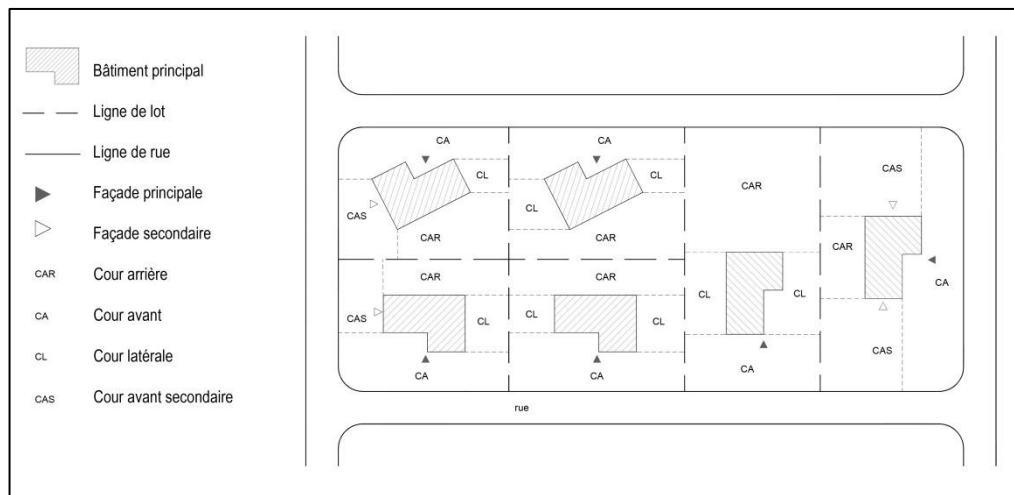 Bâtiment principal
Ligne de lot
Ligne de rue
Façade principale
Façade secondaire
CAR Cour arrière
CA Cour avant
CL Cour latérale
CAS Cour avant secondaire
CA CA
CAS
CL CL
CAR
CAS CL
CAR
CA
CAR CAR
CAR CAR
CL CL
CAS CL CL CL
CAS
CA CA CA
rue